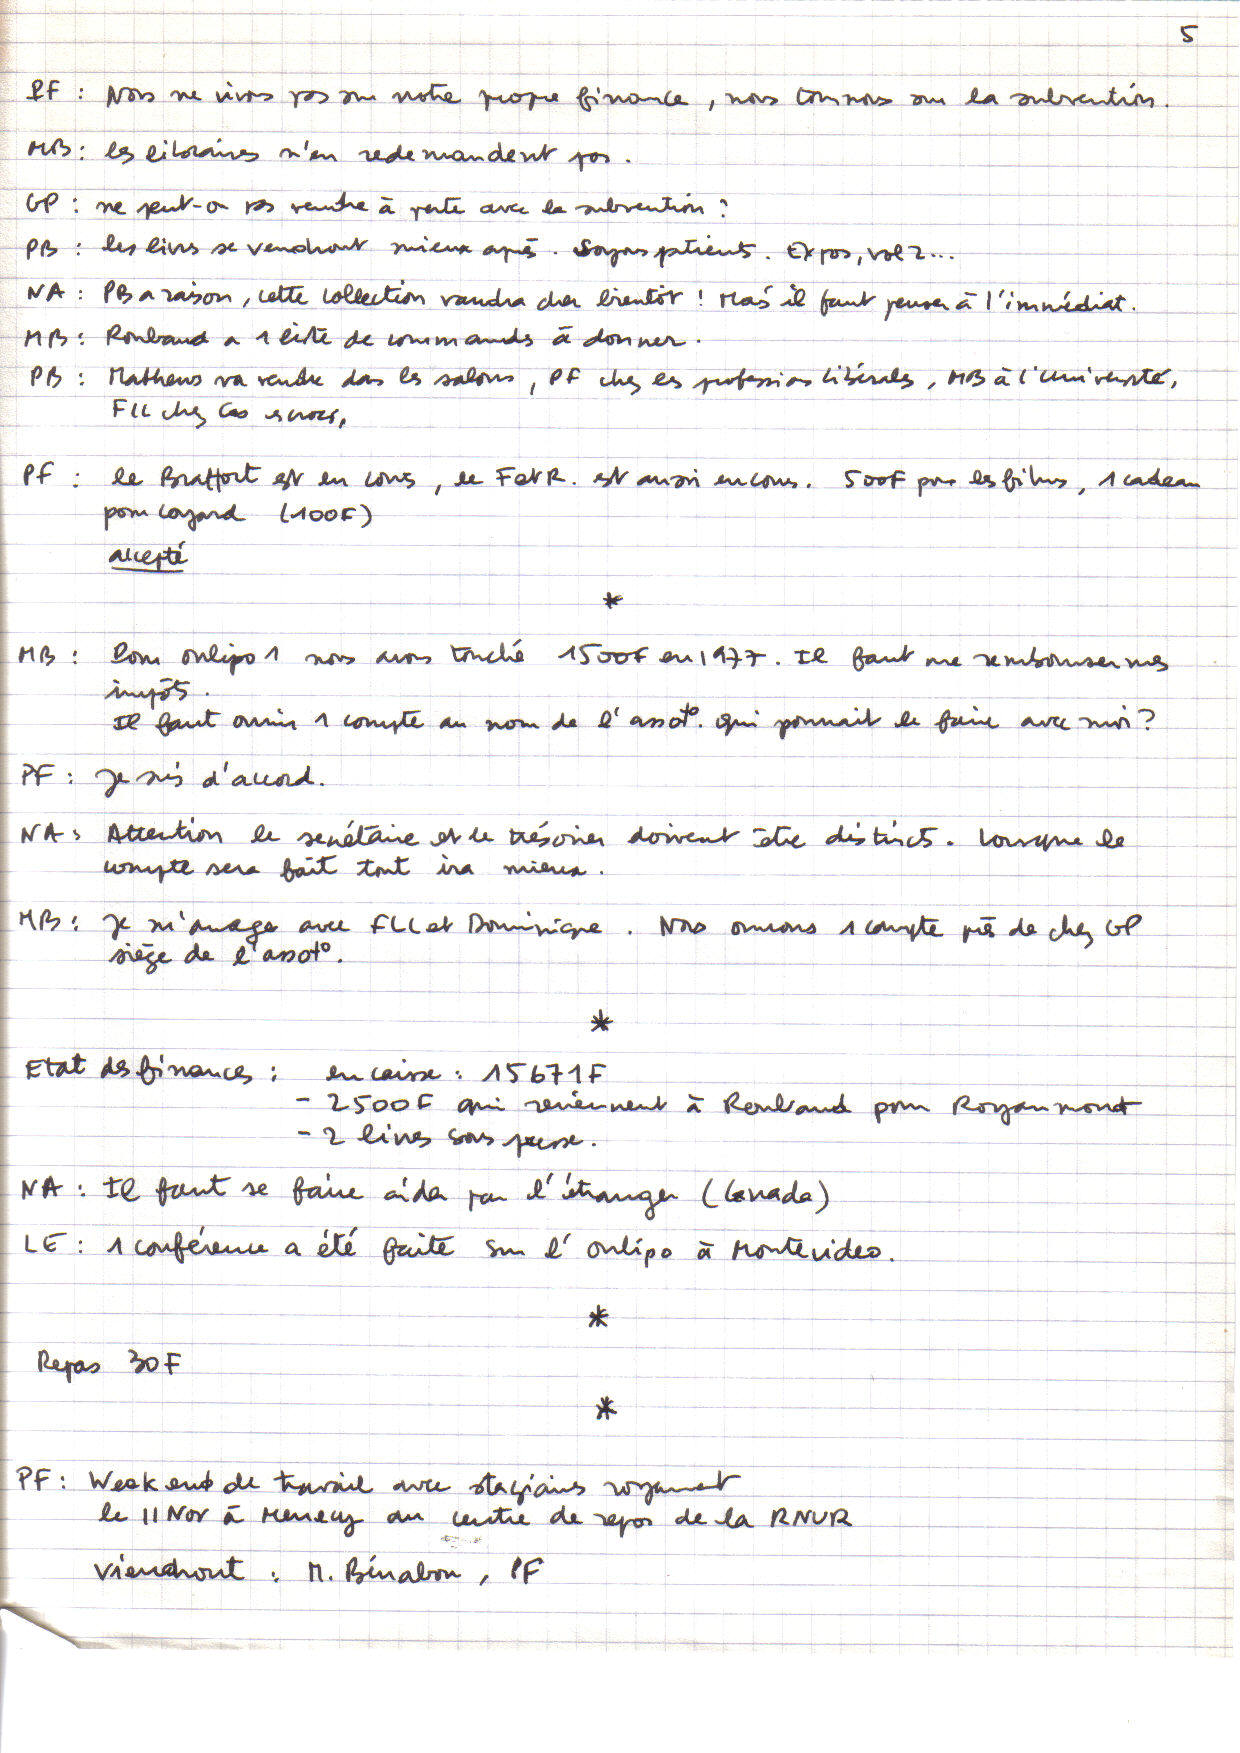 5
PF : Nous ne vivons pas sur notre propre finance, nous comptons sur la subvention.
MB : les libraires n'en redemandent pas.
GP : ne peut-on pas vendre à perte avec la subvention ?
PB : les livres se vendront mieux après. Soyons patients. Expos, vol 2...
NA : PB a raison, cette collection vaudra cher bientôt ! Mais il faut penser à l'immédiat.
MB : Roubaud a 1 liste de commandes à donner.
PB : Mathews va vendre dans les salons, PF chez les professions libérales, MB à l'université,
FLL chez les escrocs,
PF : le Braffort est en cours, le F et R. est aussi en cours. 500F pour les films, 1 cadeau
pour Coyard (100F)
accepté
*
MB : Pour oulipo 1 nous avons touché 1500F en 1977. Il faut me rembourser mes
impôts.
Il faut ouvrir 1 compte au nom de l'assoto. qui pourrait le faire avec moi ?
PF : je suis d'accord.
NA : Attention le secrétaire et le trésorier doivent être distincts. Lorsque le
compte sera fait tout ira mieux.
MB : Je m'arrange avec FLL et Dominique. Nous ouvrons 1 compte près de chez GP
siège de l'assoto.
*
Etat des finances : en caisse : 15671F
- 2500F qui reviennent à Roubaud pour Royaumont
- 2 livres sous presse.
NA : Il faut se faire aider par l'étranger (Canada)
LE : 1 conférence a été faite sur l'oulipo à Montevideo.
*
Repas 30F
*
PF : Week end de travail avec stagiaires royaumont
le 11 Nov à Mennecy au centre de repos de la RNUR
Viendront : M. Bénabou, PF